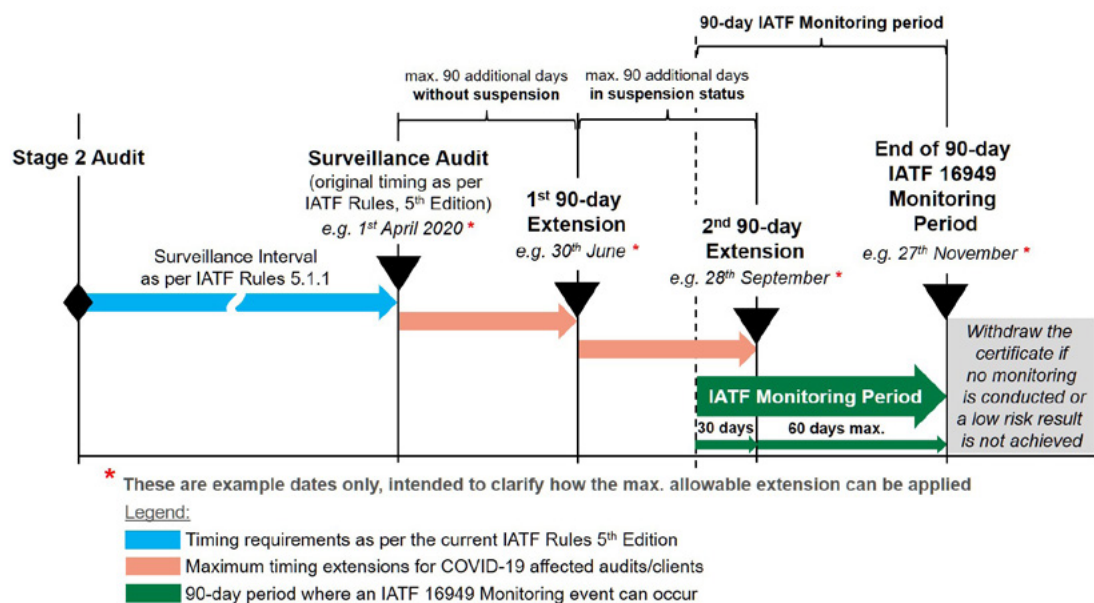 90-day IATF Monitoring period
max. 90 additional days
without suspension
max. 90 additional days
in suspension status
Stage 2 Audit
Surveillance Audit
(original timing as per
IATF Rules, 5th Edition)
e.g. 1st April 2020 *
1st 90-day
Extension
e.g. 30th June *
2nd 90-day
Extension
e.g. 28th September *
End of 90-day
IATF 16949
Monitoring
Period
e.g. 27th November *
Surveillance Interval
as per IATF Rules 5.1.1
IATF Monitoring Period
30 days
60 days max.
Withdraw the
certificate if
no monitoring
is conducted or
a low risk result
is not achieved
* These are example dates only, intended to clarify how the max. allowable extension can be applied
Legend:
Timing requirements as per the current IATF Rules 5th Edition
Maximum timing extensions for COVID-19 affected audits/clients
90-day period where an IATF 16949 Monitoring event can occur